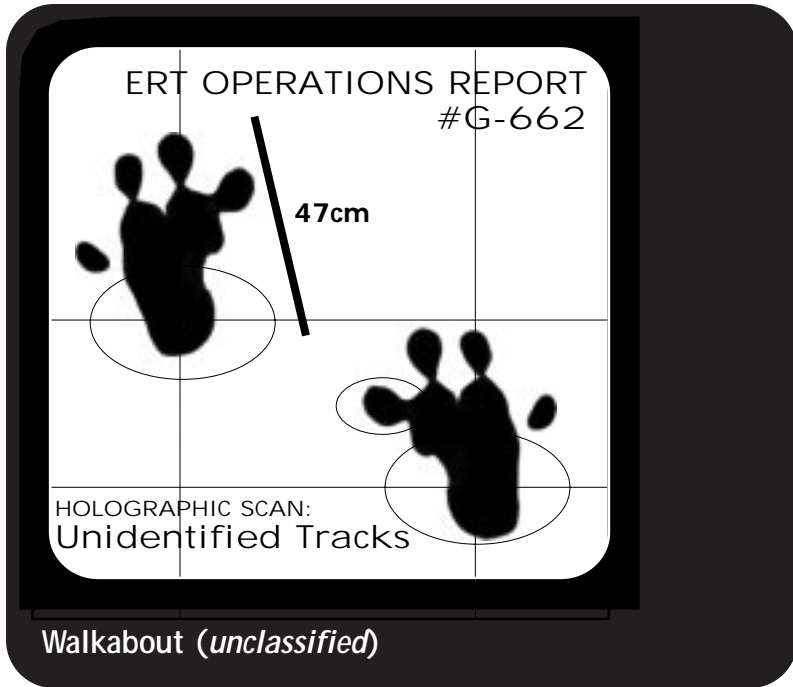 ERT OPERATIONS REPORT
#G-662
47cm
HOLOGRAPHIC SCAN:
Unidentified Tracks
Walkabout (unclassified)